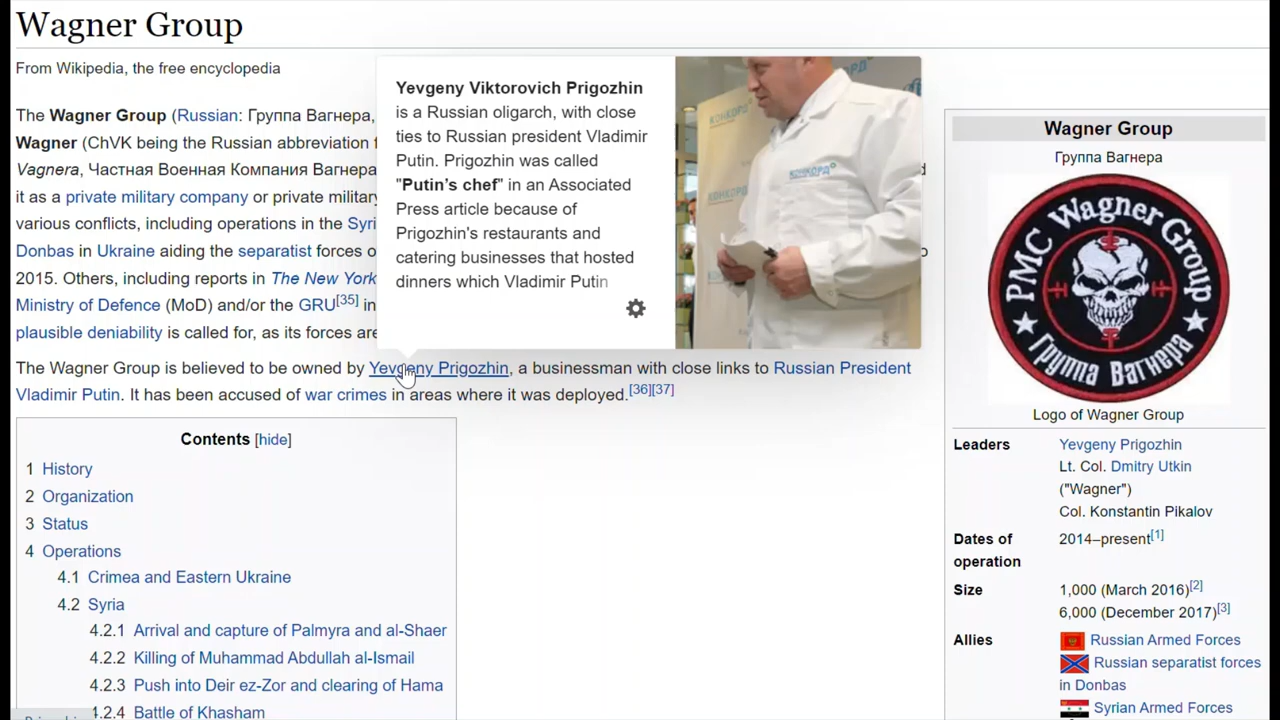 Wagner Group
From Wikipedia, the free encyclopedia
The Wagner Group (Russian: Группа Вагнера,
Wagner (ChVK being the Russian abbreviation f
Vagnera, Частная Военная Компания Вагнера
it as a private military company or private military
various conflicts, including operations in the Syri
Donbas in Ukraine aiding the separatist forces o
2015. Others, including reports in The New York
Ministry of Defence (MoD) and/or the GRU[35] in
plausible deniability is called for, as its forces are
Yevgeny Viktorovich Prigozhin
is a Russian oligarch, with close
ties to Russian president Vladimir
Putin. Prigozhin was called
"Putin’s chef" in an Associated
Press article because of
Prigozhin's restaurants and
catering businesses that hosted
dinners which Vladimir Putin
КОНКОРД
КОНКОРД
КОНКОРД
The Wagner Group is believed to be owned by Yevgeny Prigozhin, a businessman with close links to Russian President
Vladimir Putin. It has been accused of war crimes in areas where it was deployed.[36][37]
Contents [hide]
1 History
2 Organization
3 Status
4 Operations
4.1 Crimea and Eastern Ukraine
4.2 Syria
4.2.1 Arrival and capture of Palmyra and al-Shaer
4.2.2 Killing of Muhammad Abdullah al-Ismail
4.2.3 Push into Deir ez-Zor and clearing of Hama
4.2.4 Battle of Khasham
Wagner Group
Группа Вагнера
PMC Wagner Group
Группа Вагнера
Logo of Wagner Group
Leaders Yevgeny Prigozhin
Lt. Col. Dmitry Utkin
("Wagner")
Col. Konstantin Pikalov
Dates of operation 2014–present[1]
Size 1,000 (March 2016)[2]
6,000 (December 2017)[3]
Allies Russian Armed Forces
Russian separatist forces
in Donbas
Syrian Armed Forces